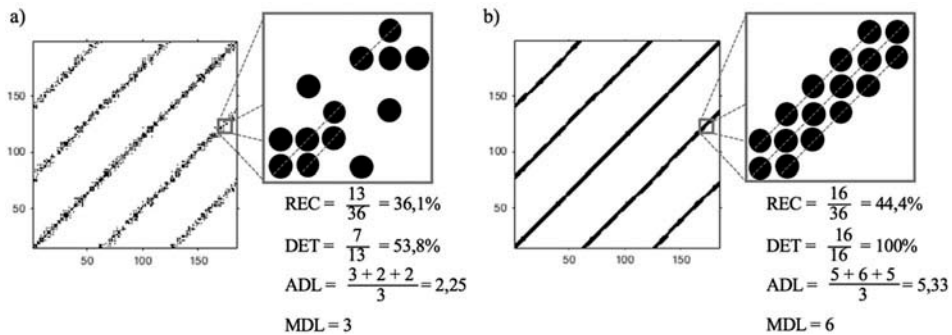 a)
150
100
50
50 100 150
REC = 13/36 = 36,1%
DET = 7/13 = 53,8%
ADL = 3 + 2 + 2/3 = 2,25
MDL = 3
b)
150
100
50
50 100 150
REC = 16/36 = 44,4%
DET = 16/16 = 100%
ADL = 5 + 6 + 5/3 = 5,33
MDL = 6